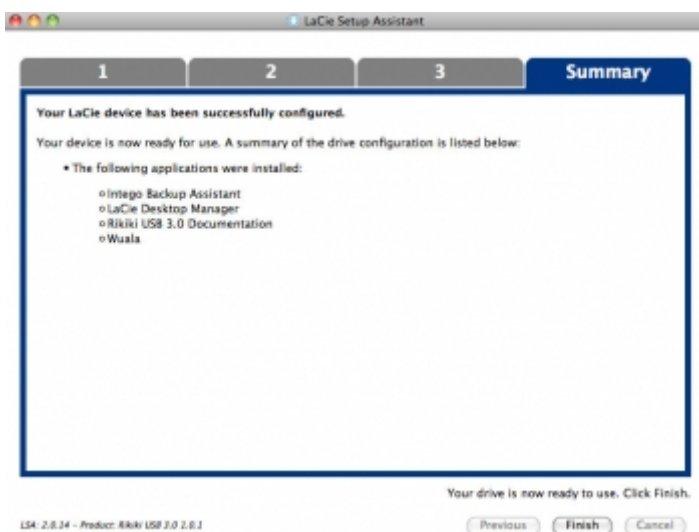 LaCie Setup Assistant
1 2 3 Summary
Your LaCie device has been successfully configured.
Your device is now ready for use. A summary of the drive configuration is listed below:
• The following applications were installed:
Intego Backup Assistant
LaCie Desktop Manager
Rikiki USB 3.0 Documentation
Wuala
Your drive is now ready to use. Click Finish.
LSA: 2.8.14 - Product: Rikiki USB 3.0 1.0.1
Previous Finish Cancel